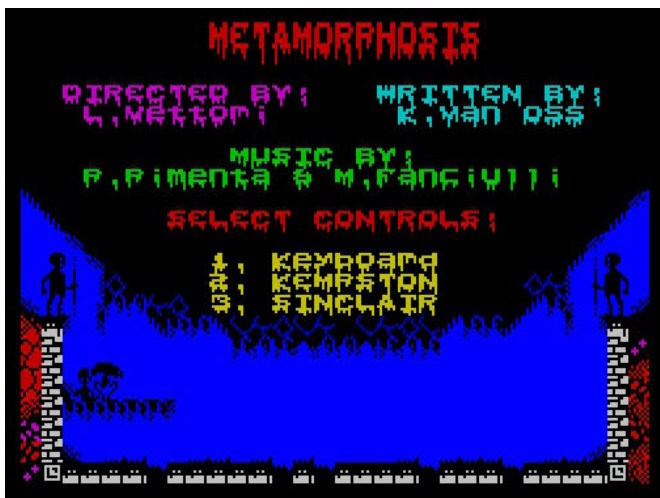 METAMORPHOSIS
DIRECTED BY:
L.Vettori
WRITTEN BY:
K.Van OSS
MUSIC BY:
P.Pimenta & M.Fanciulli
SELECT CONTROLS:
1. Keyboard
2. KEMPSTON
3. SINCLAIR